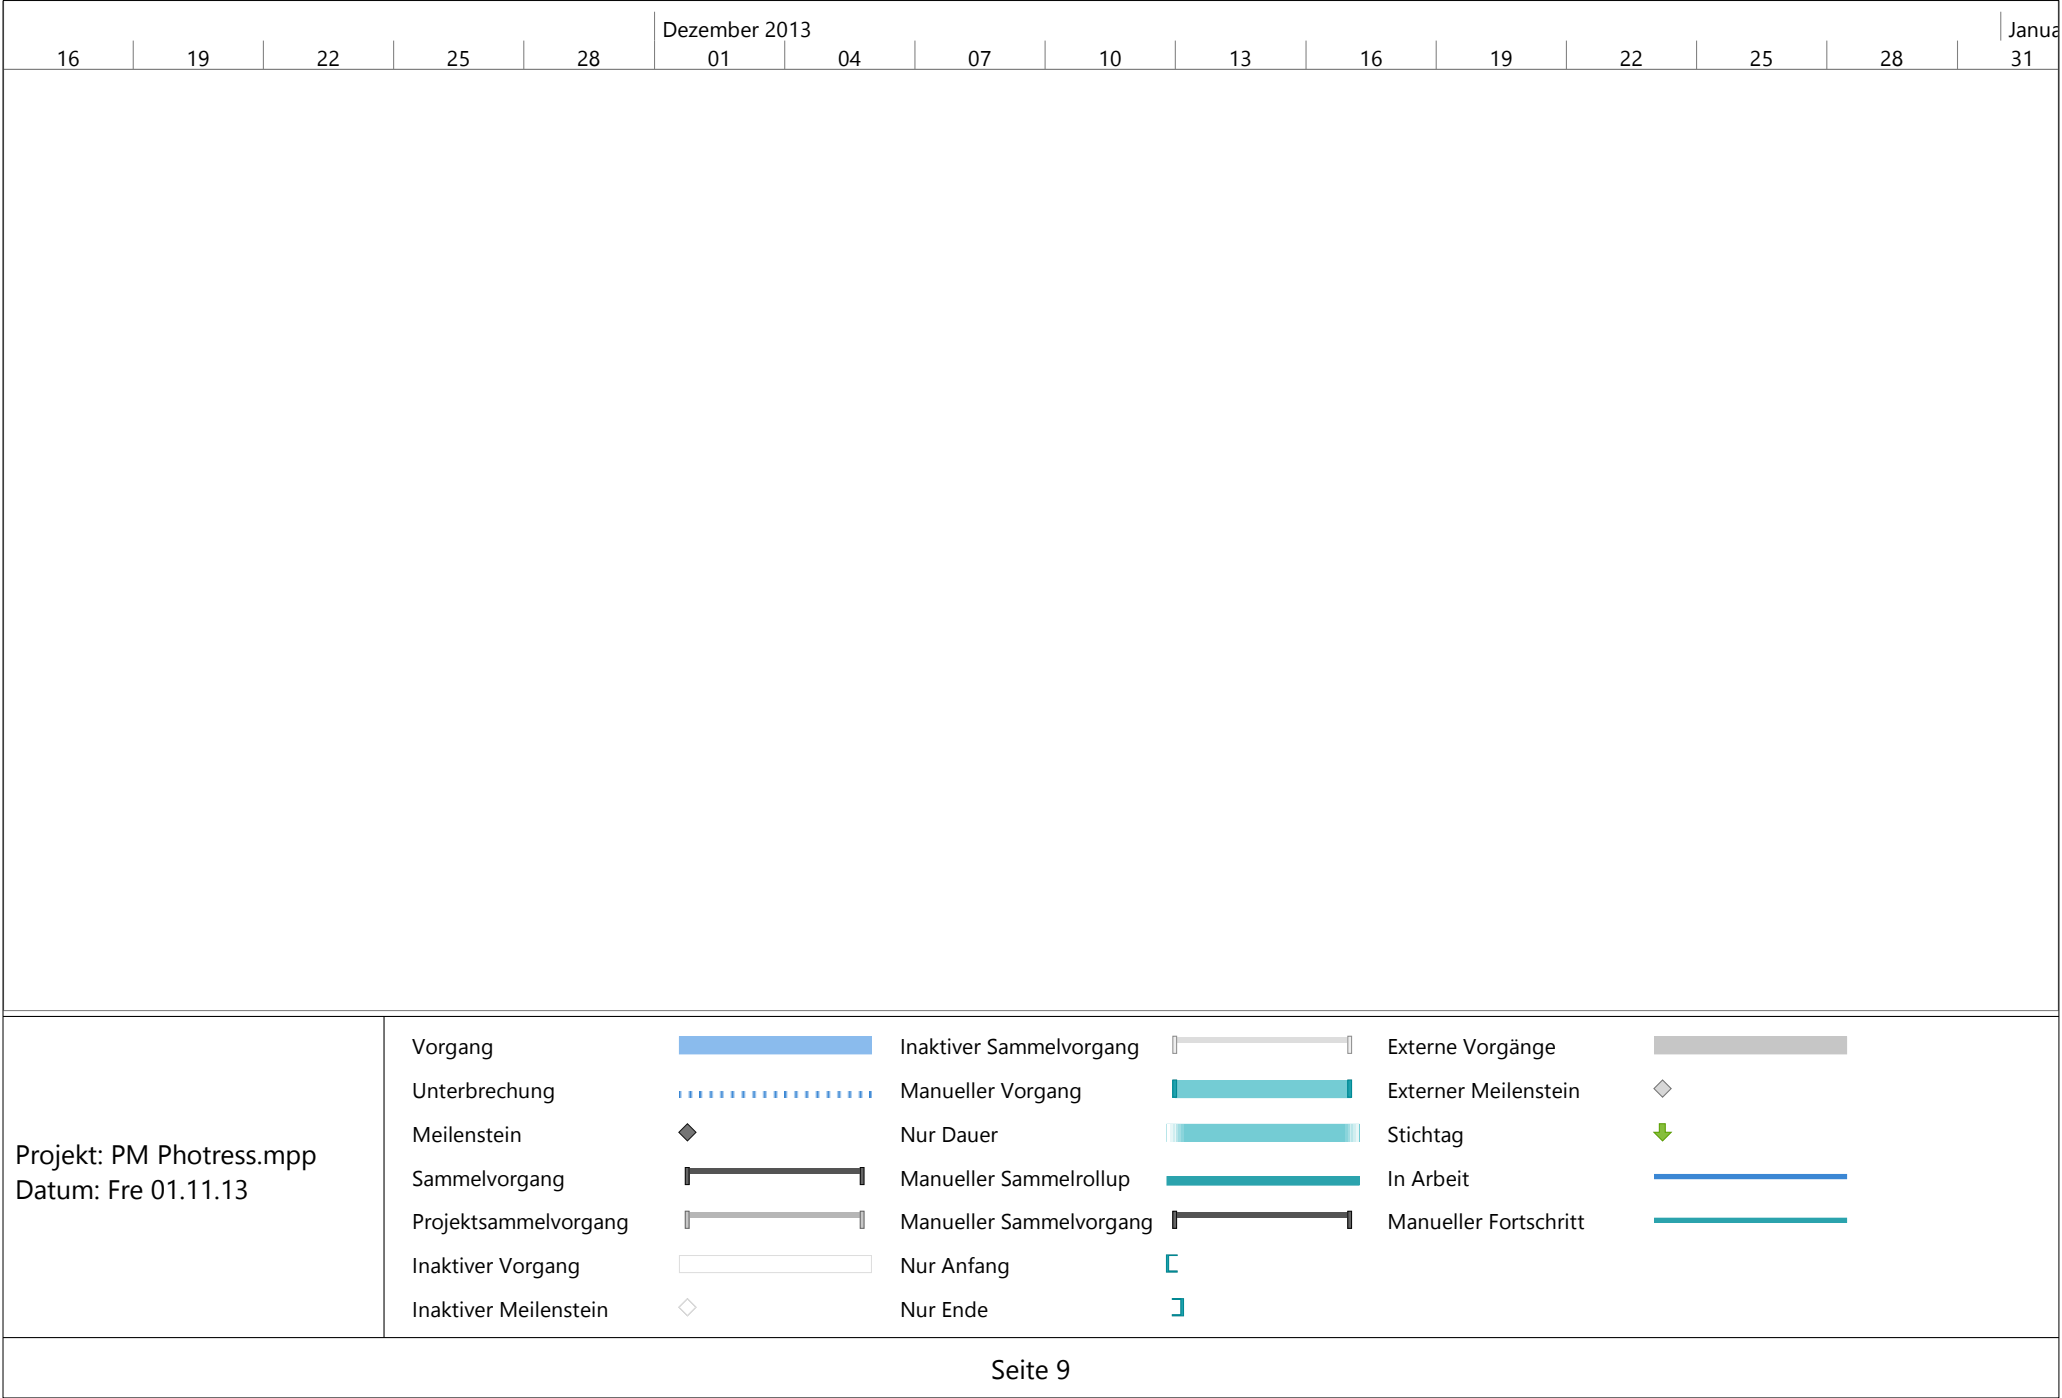 Dezember 2013
Janua
16 19 22 25 28 01 04 07 10 13 16 19 22 25 28 31
Projekt: PM Photress.mpp
Datum: Fre 01.11.13
Vorgang
Unterbrechung
Meilenstein
Sammelvorgang
Projektsammelvorgang
Inaktiver Vorgang
Inaktiver Meilenstein
Inaktiver Sammelvorgang
Manueller Vorgang
Nur Dauer
Manueller Sammelrollup
Manueller Sammelvorgang
Nur Anfang
Nur Ende
Externe Vorgänge
Externer Meilenstein
Stichtag
In Arbeit
Manueller Fortschritt
Seite 9